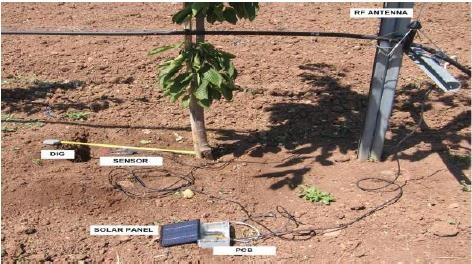 RF ANTENNA
DIG
SENSOR
SOLAR PANEL
PCB